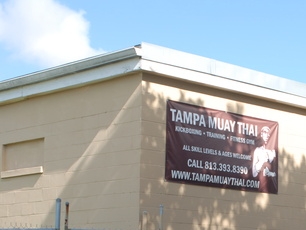 TAMPA MUAY THAI
KICKBOXING • TRAINING • FITNESS GYM
ALL SKILL LEVELS & AGES WELCOME
CALL 813.393.8390
WWW.TAMPAMUAYTHAI.COM